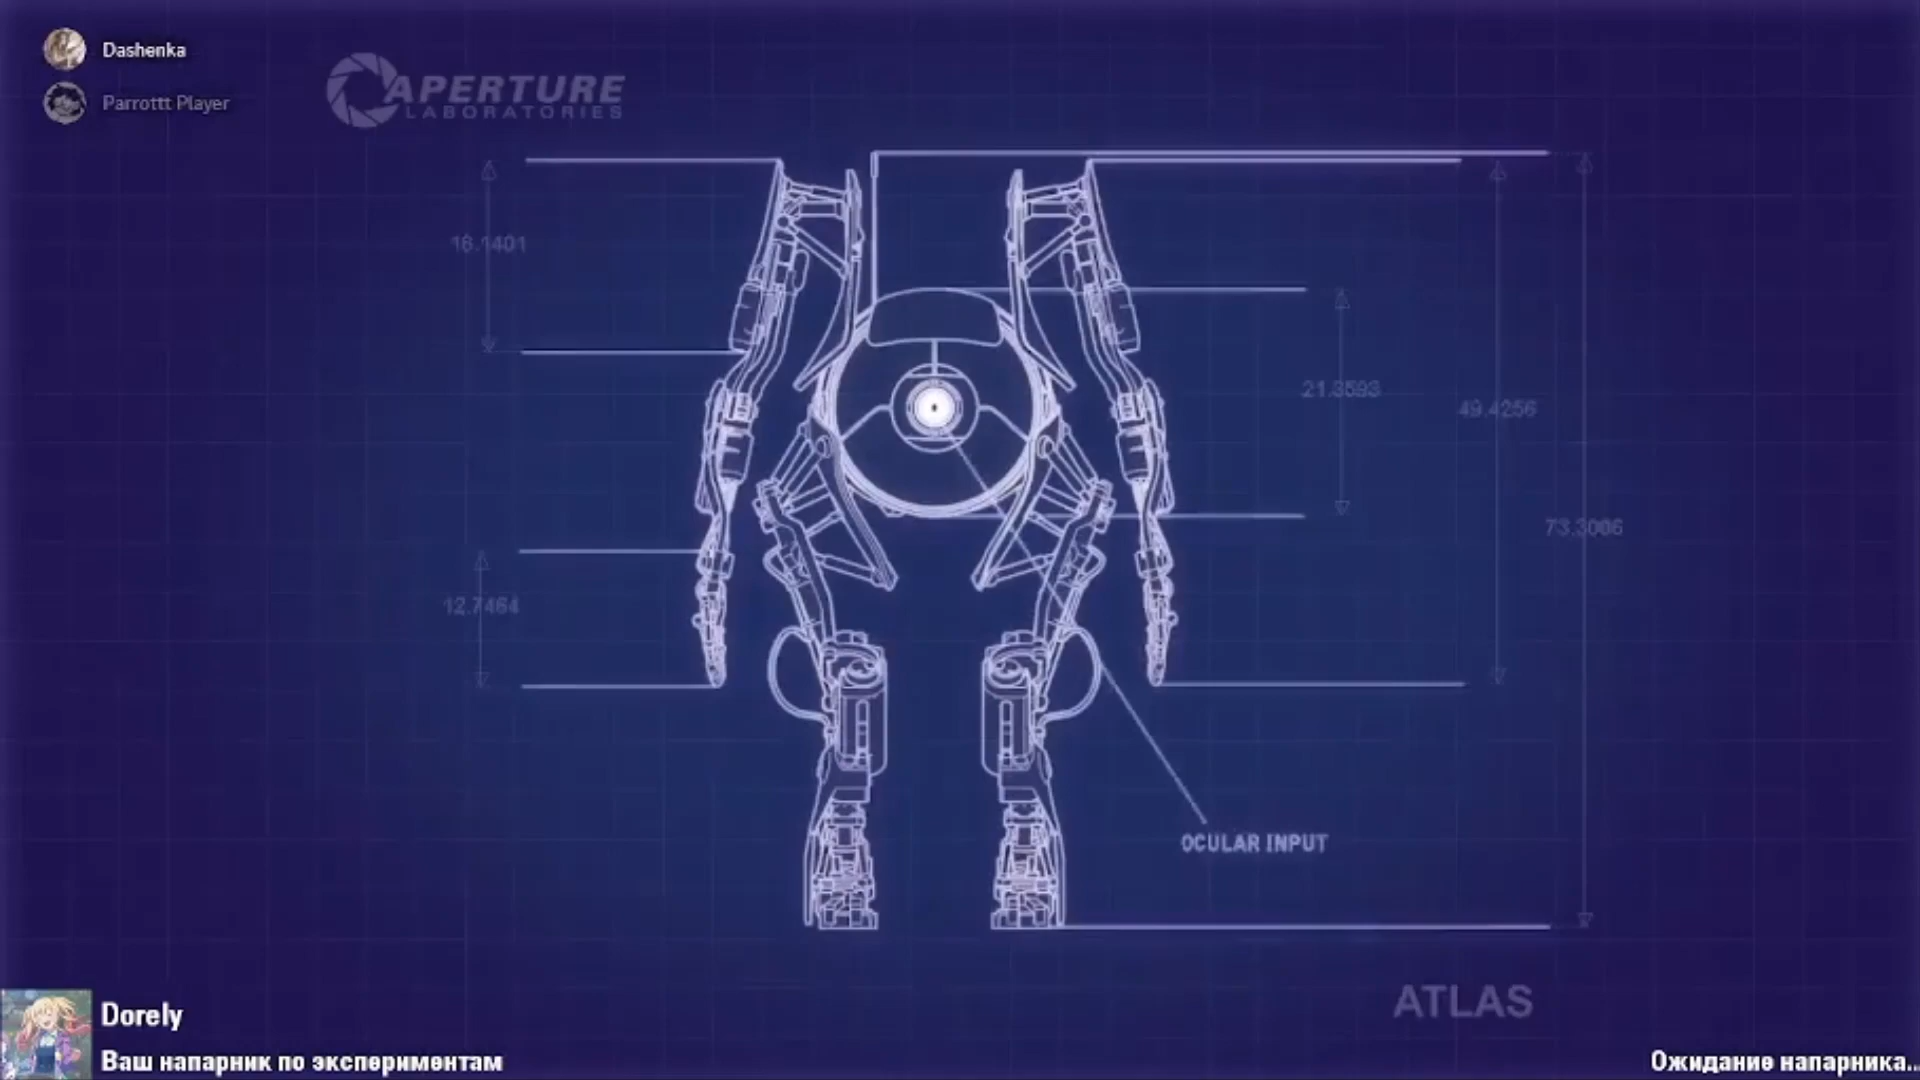 Dashenka
Parrottt Player
APERTURE
LABORATORIES
16.1401
21.3593
49.4256
73.3006
12.7464
OCULAR INPUT
ATLAS
Dorely
Ваш напарник по экспериментам
Ожидание напарника...